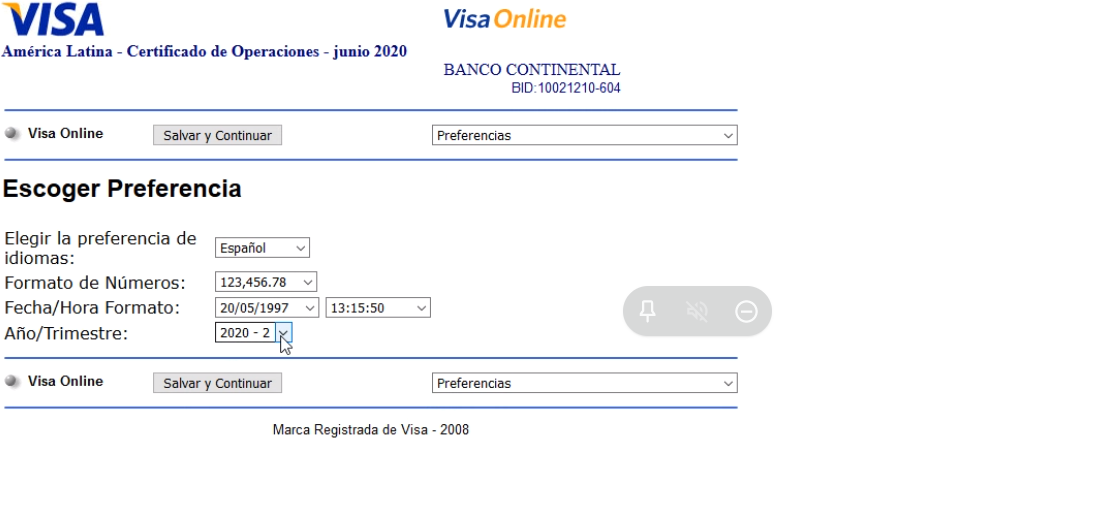 VISA
Visa Online
América Latina - Certificado de Operaciones - junio 2020
BANCO CONTINENTAL
BID:10021210-604
Visa Online Salvar y Continuar Preferencias
Escoger Preferencia
Elegir la preferencia de
idiomas: Español
Formato de Números: 123,456.78
Fecha/Hora Formato: 20/05/1997 13:15:50
Año/Trimestre: 2020 - 2
Visa Online Salvar y Continuar Preferencias
Marca Registrada de Visa - 2008